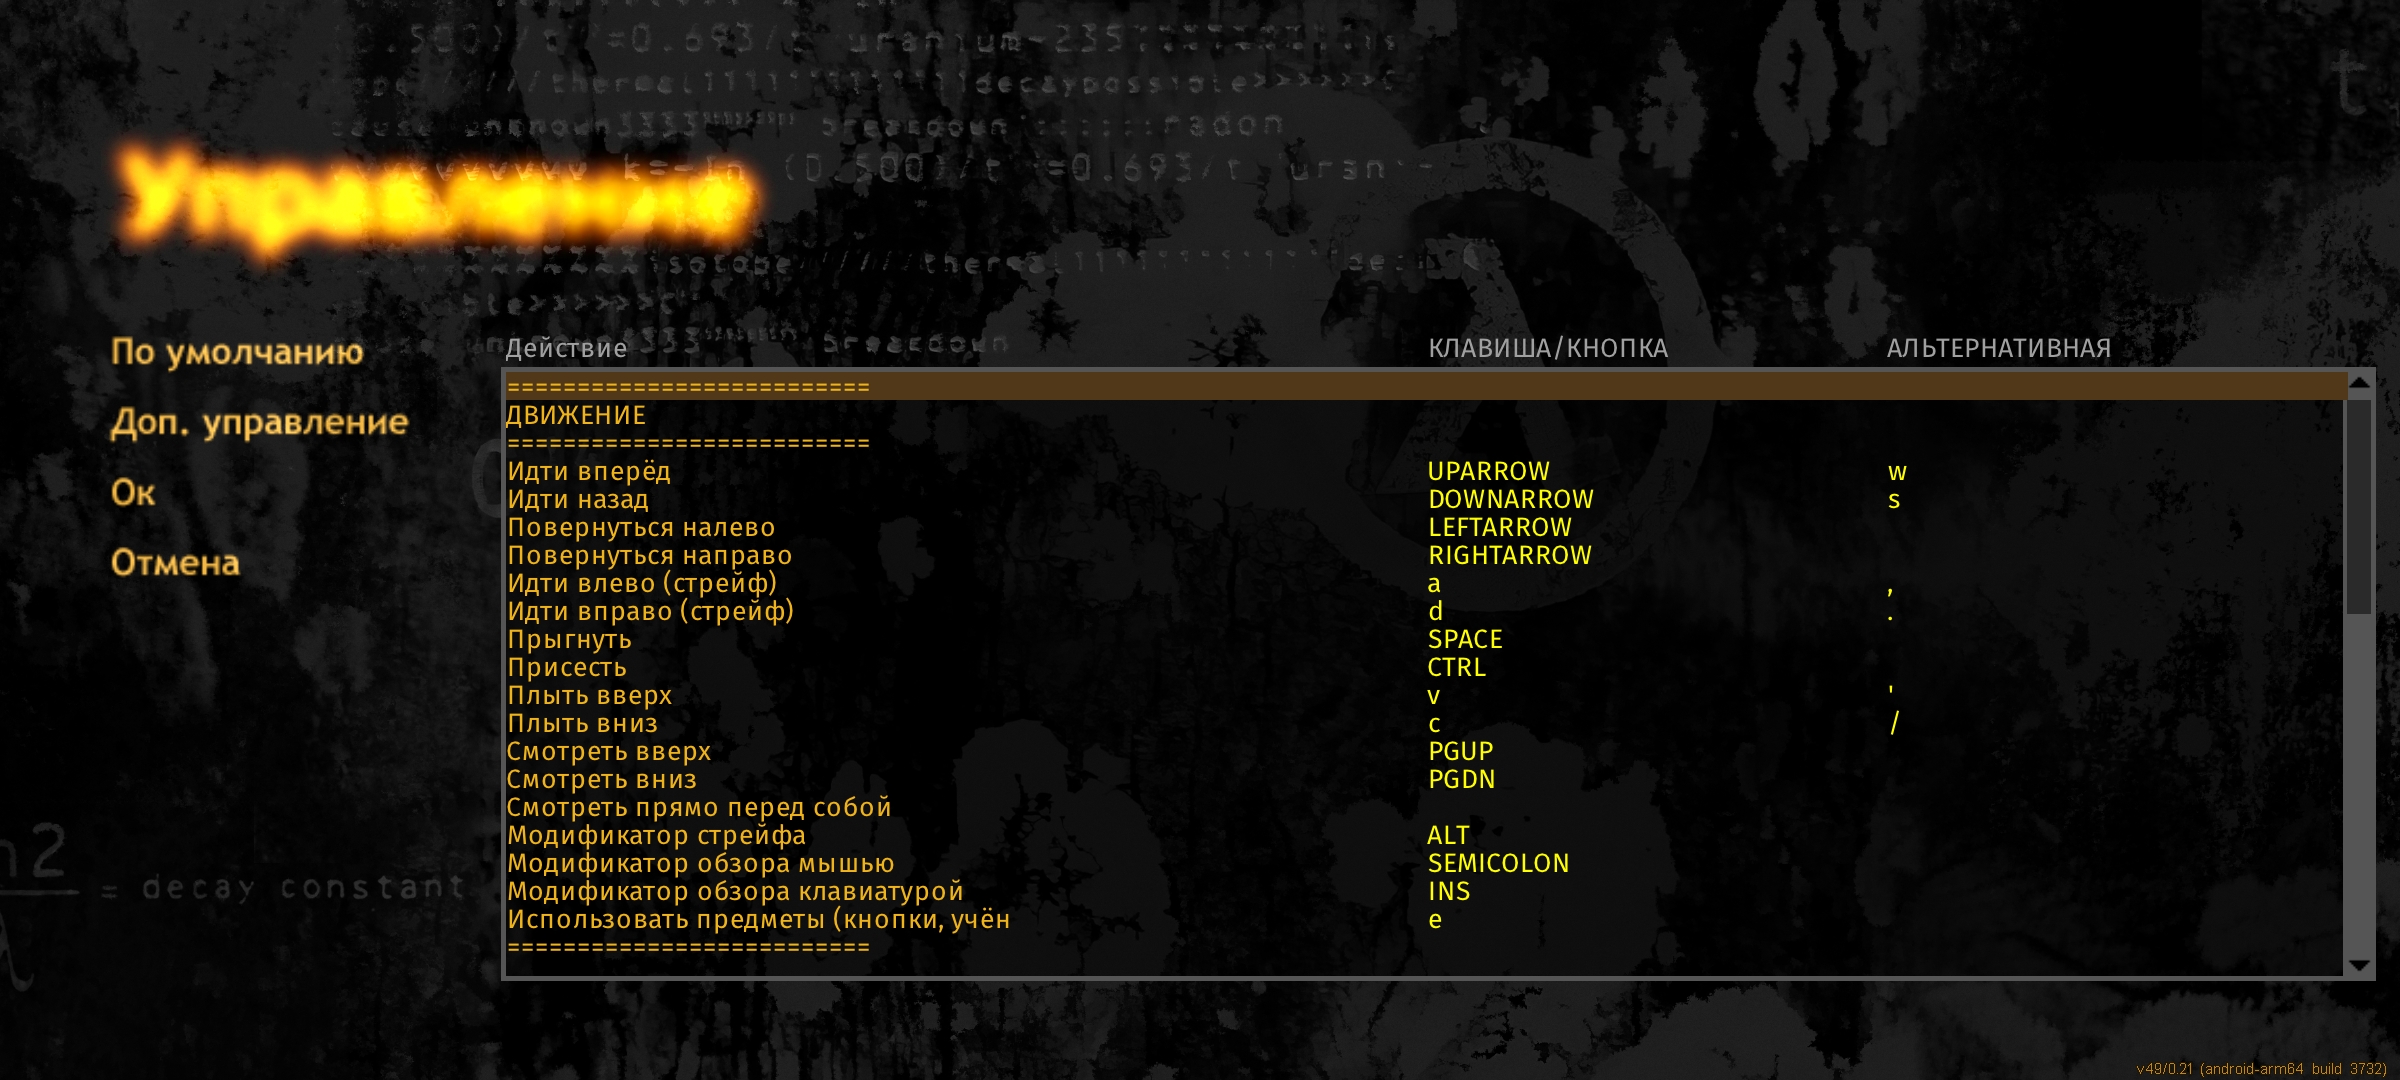 Управление
По умолчанию
Доп. управление
Ок
Отмена
Действие КЛАВИША/КНОПКА АЛЬТЕРНАТИВНАЯ
==========================
ДВИЖЕНИЕ
==========================
Идти вперёд UPARROW w
Идти назад DOWNARROW s
Повернуться налево LEFTARROW
Повернуться направо RIGHTARROW
Идти влево (стрейф) a ,
Идти вправо (стрейф) d .
Прыгнуть SPACE
Присесть CTRL
Плыть вверх v '
Плыть вниз c /
Смотреть вверх PGUP
Смотреть вниз PGDN
Смотреть прямо перед собой
Модификатор стрейфа ALT
Модификатор обзора мышью SEMICOLON
Модификатор обзора клавиатурой INS
Использовать предметы (кнопки, учён e
==========================
= decay constant
v49/0.21 (android-arm64 build 3732)